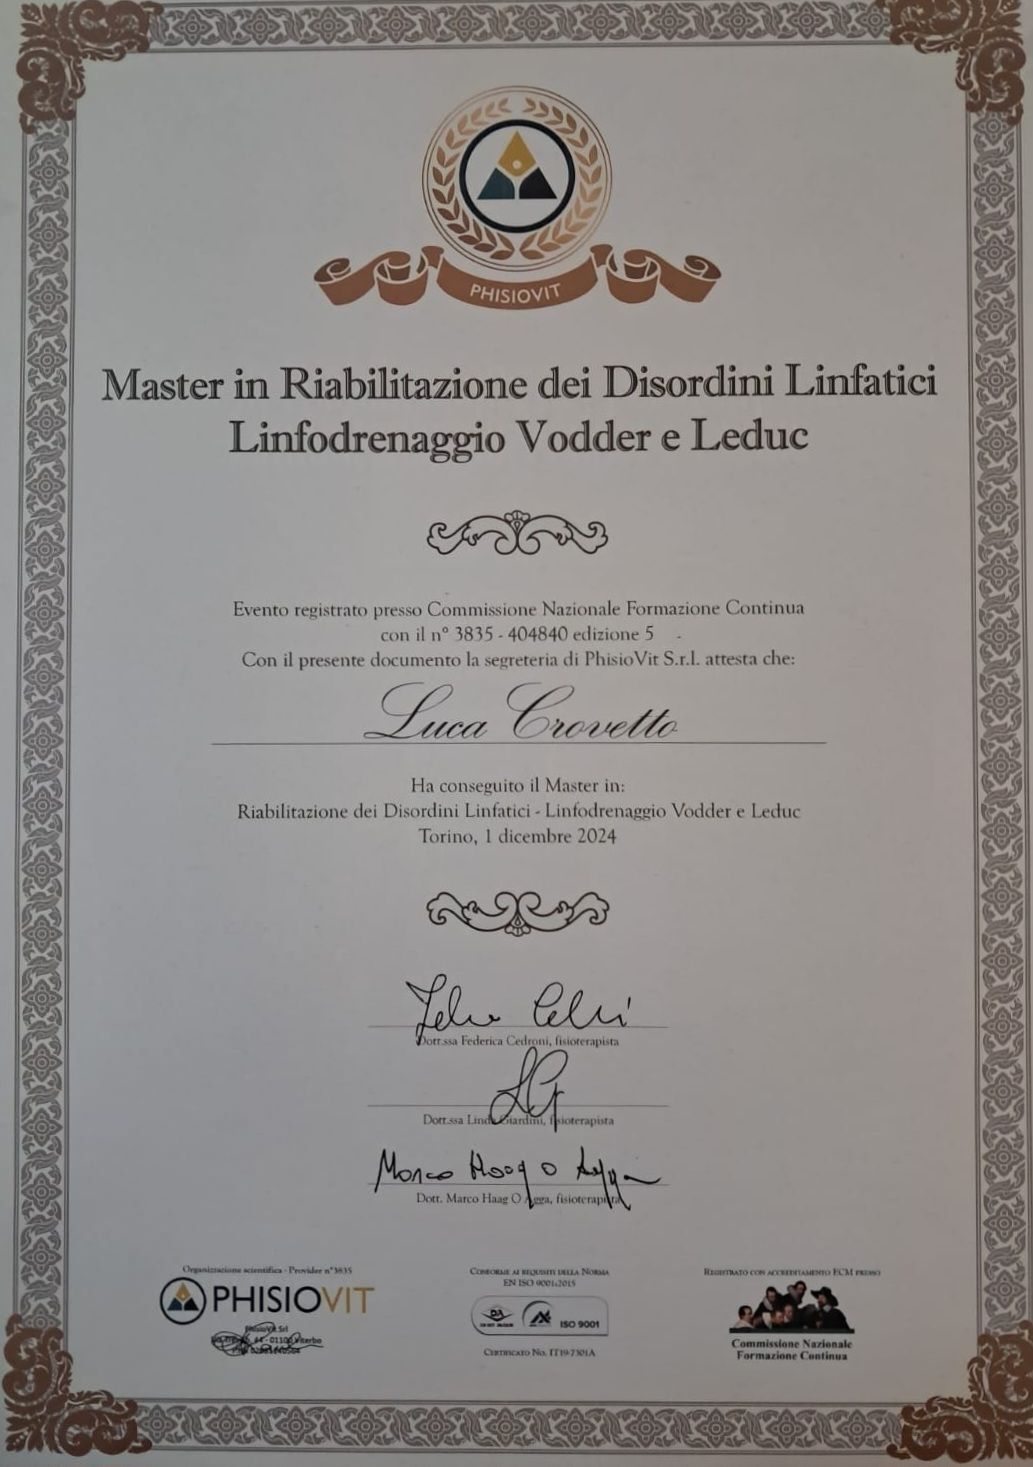 PHISIOVIT
Master in Riabilitazione dei Disordini Linfatici
Linfodrenaggio Vodder e Leduc
Evento registrato presso Commissione Nazionale Formazione Continua
con il n° 3835 - 404840 edizione 5
Con il presente documento la segreteria di PhisioVit S.r.l. attesta che:
Luca Crovetto
Ha conseguito il Master in:
Riabilitazione dei Disordini Linfatici - Linfodrenaggio Vodder e Leduc
Torino, 1 dicembre 2024
Dott.ssa Federica Cedroni, fisioterapista
Dott.ssa Linda Giardini, fisioterapista
Marco Haag O Agga
Dott. Marco Haag O Agga, fisioterapista
Organizzazione scientifica - Provider n°3835
PHISIOVIT
PhisioVit Srl
44 - 01100 Viterbo
Conforme ai requisiti della Norma
EN ISO 9001:2015
ISO 9001
Certificato No. IT19-7301A
Registrato con accreditamento ECM presso
Commissione Nazionale
Formazione Continua